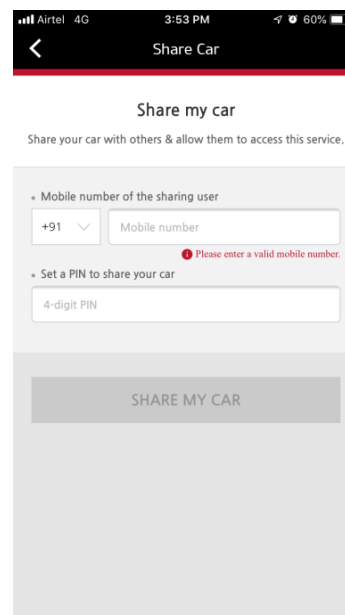 Airtel 4G 3:53 PM 60%
Share Car
Share my car
Share your car with others & allow them to access this service.
Mobile number of the sharing user
+91 Mobile number
Please enter a valid mobile number.
Set a PIN to share your car
4-digit PIN
SHARE MY CAR